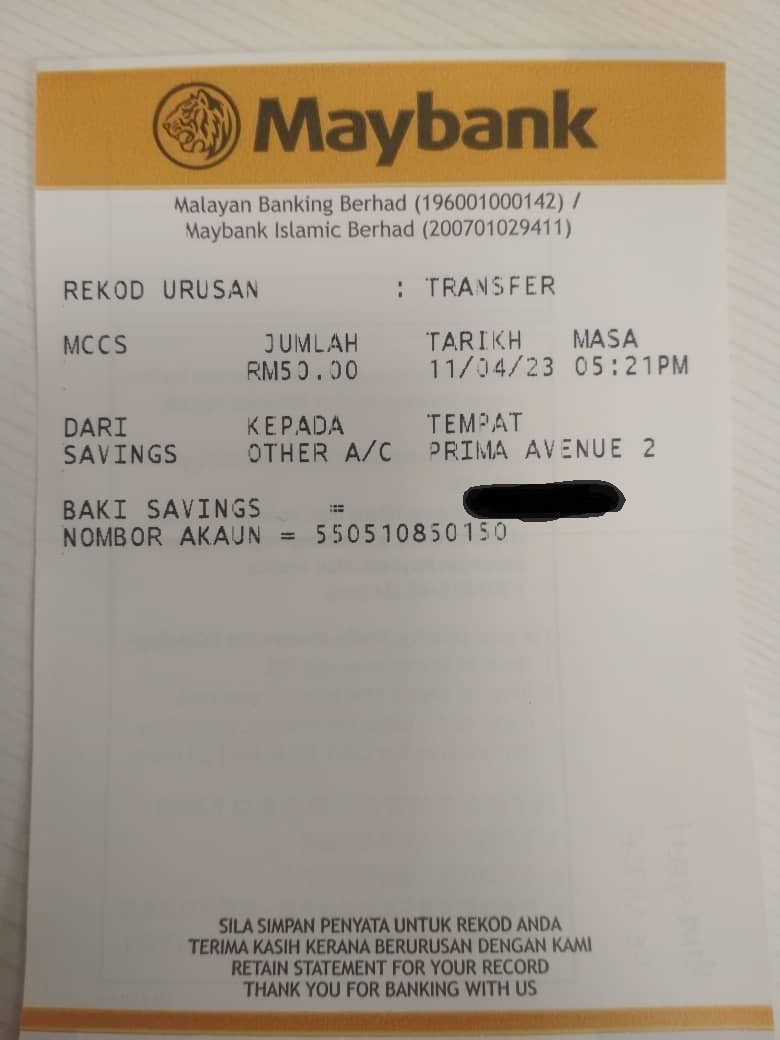 Maybank
Malayan Banking Berhad (196001000142) /
Maybank Islamic Berhad (200701029411)
REKOD URUSAN : TRANSFER
MCCS JUMLAH TARIKH MASA
RM50.00 11/04/23 05:21PM
DARI KEPADA TEMPAT
SAVINGS OTHER A/C PRIMA AVENUE 2
BAKI SAVINGS =
NOMBOR AKAUN = 550510850150
SILA SIMPAN PENYATA UNTUK REKOD ANDA
TERIMA KASIH KERANA BERURUSAN DENGAN KAMI
RETAIN STATEMENT FOR YOUR RECORD
THANK YOU FOR BANKING WITH US